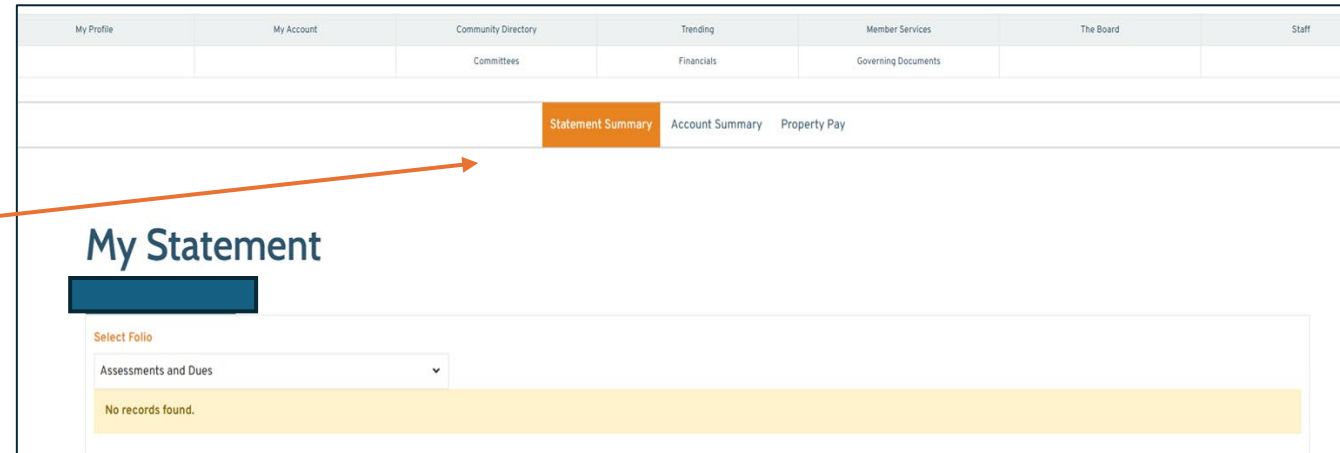 My Profile My Account Community Directory Trending Member Services The Board Staff
Committees Financials Governing Documents
Statement Summary Account Summary Property Pay
My Statement
Select Folio
Assessments and Dues
No records found.